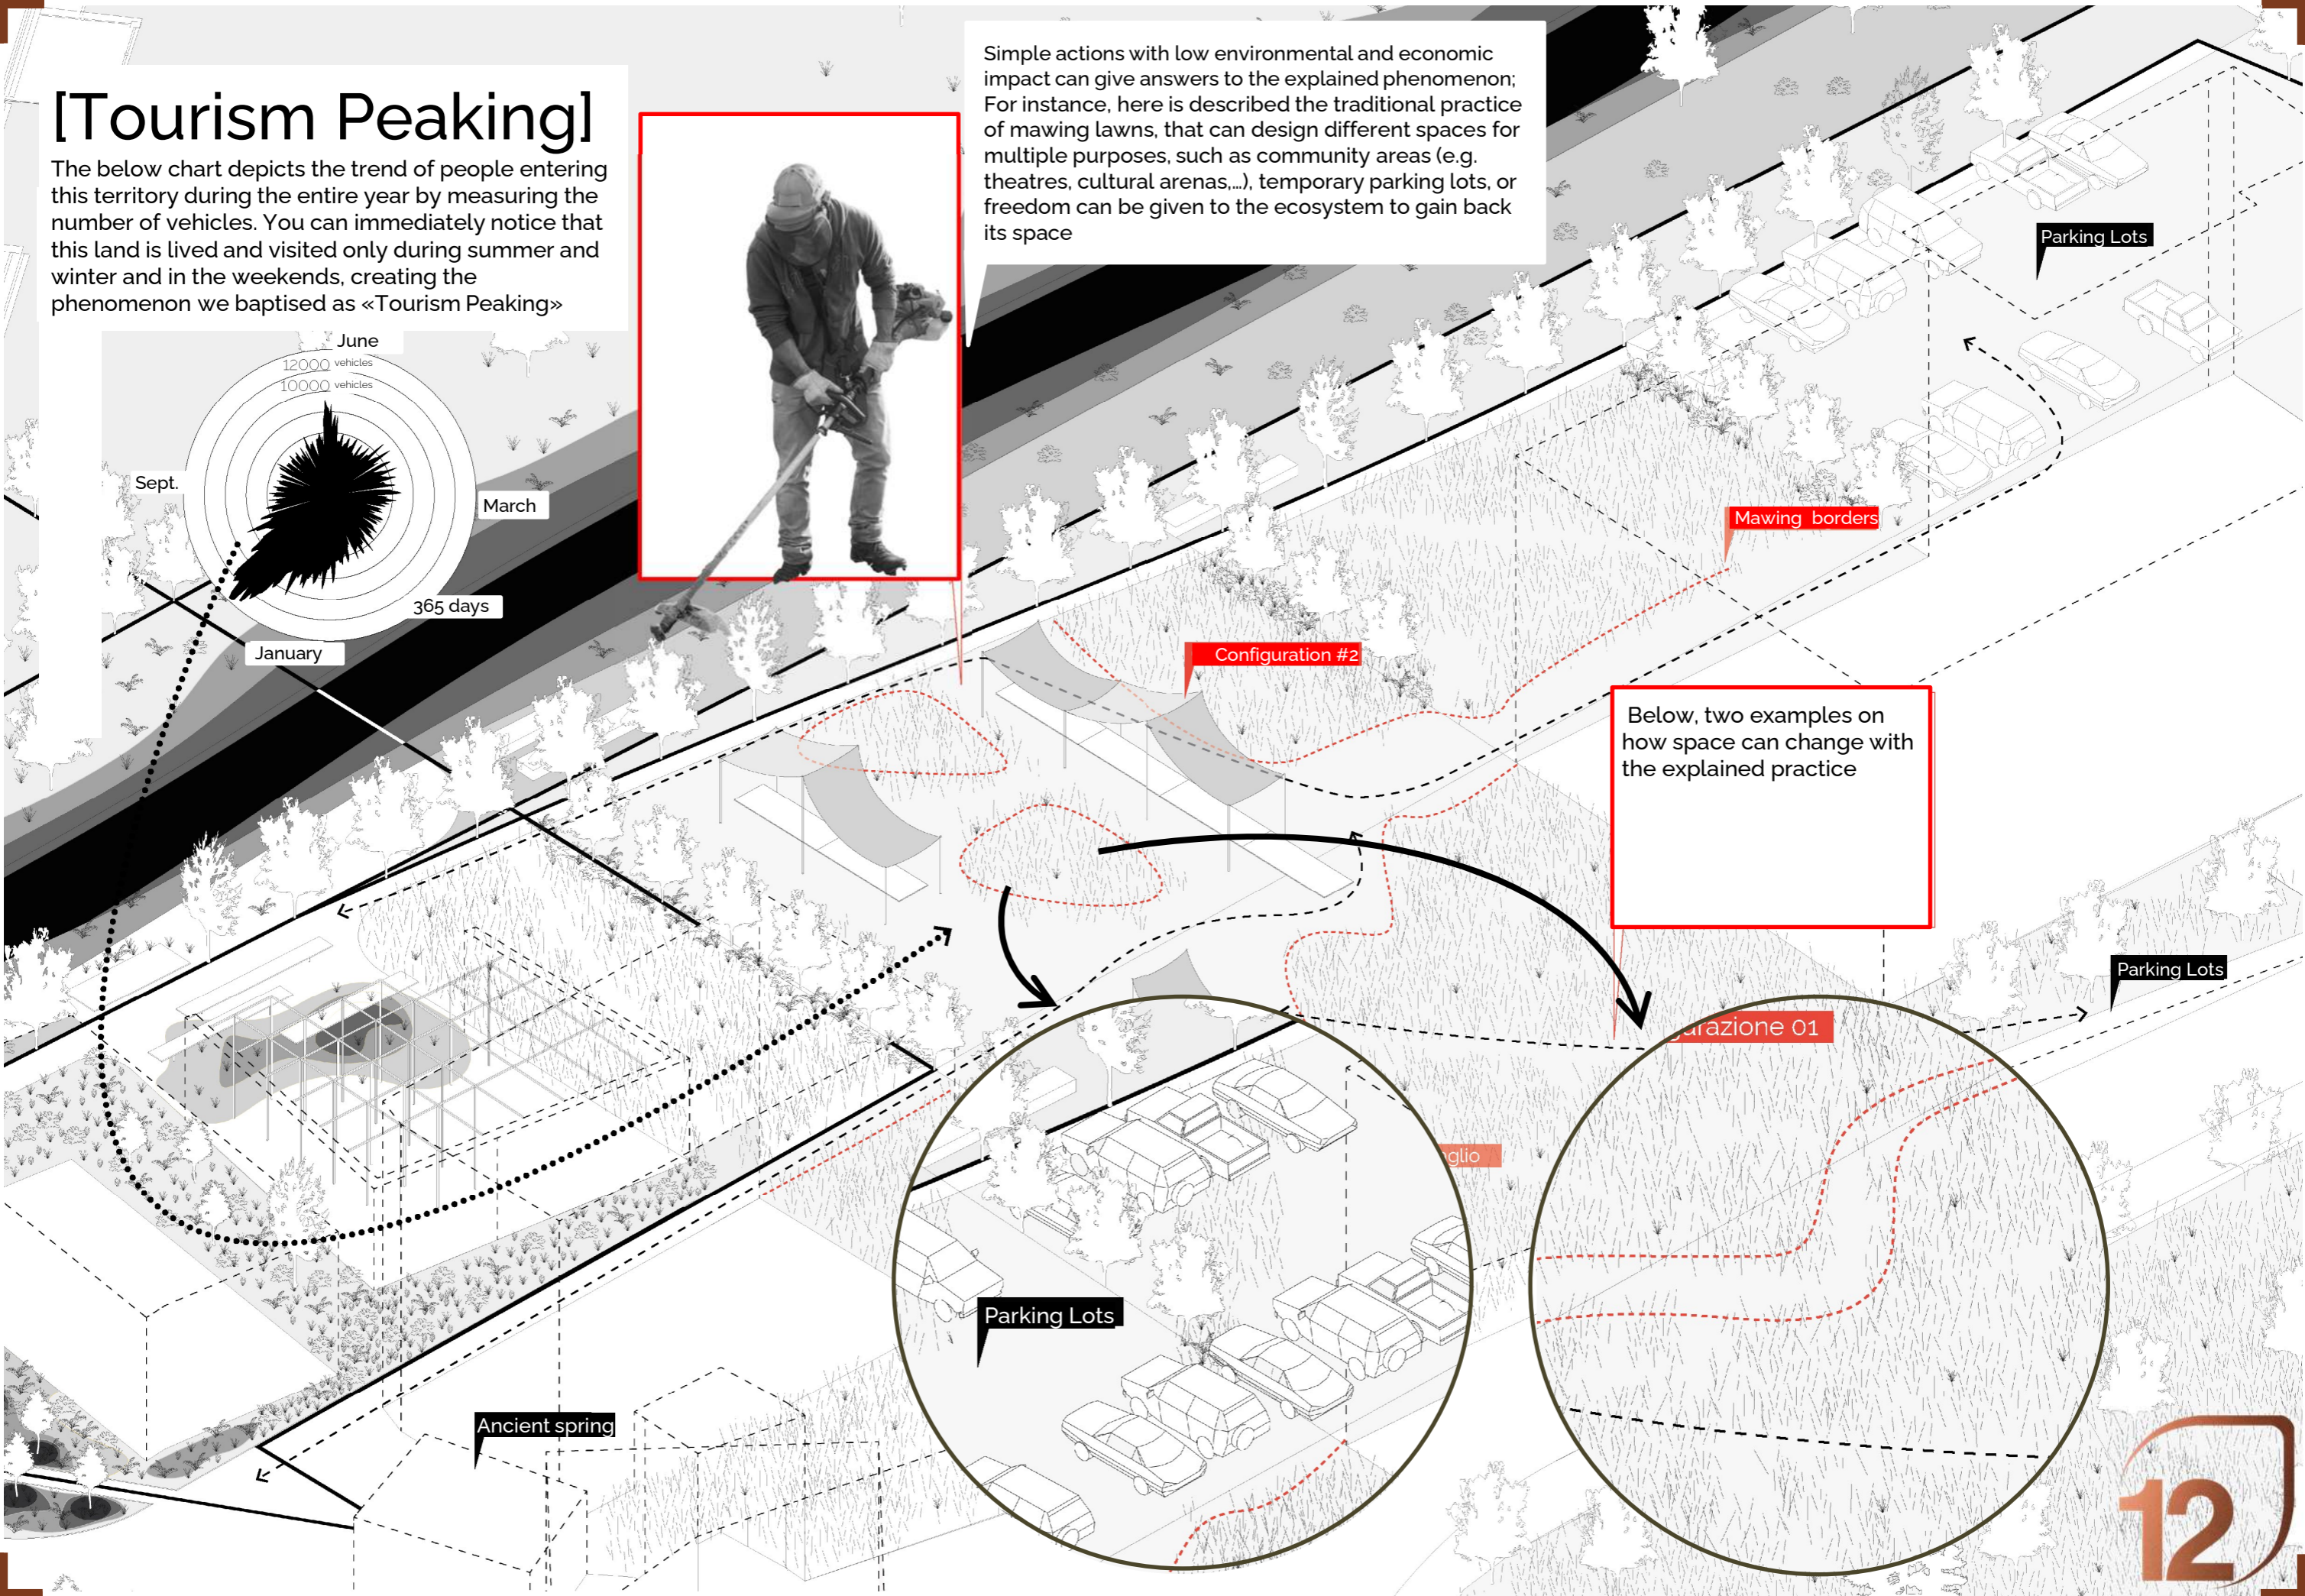 [Tourism Peaking]
The below chart depicts the trend of people entering
this territory during the entire year by measuring the
number of vehicles. You can immediately notice that
this land is lived and visited only during summer and
winter and in the weekends, creating the
phenomenon we baptised as «Tourism Peaking»
Simple actions with low environmental and economic
impact can give answers to the explained phenomenon;
For instance, here is described the traditional practice
of mawing lawns, that can design different spaces for
multiple purposes, such as community areas (e.g.
theatres, cultural arenas,...), temporary parking lots, or
freedom can be given to the ecosystem to gain back
its space
Parking Lots
June
12000 vehicles
10000 vehicles
Sept.
March
365 days
January
Mawing borders
Configuration #2
Below, two examples on
how space can change with
the explained practice
Parking Lots
urazione 01
oglio
Parking Lots
Ancient spring
12